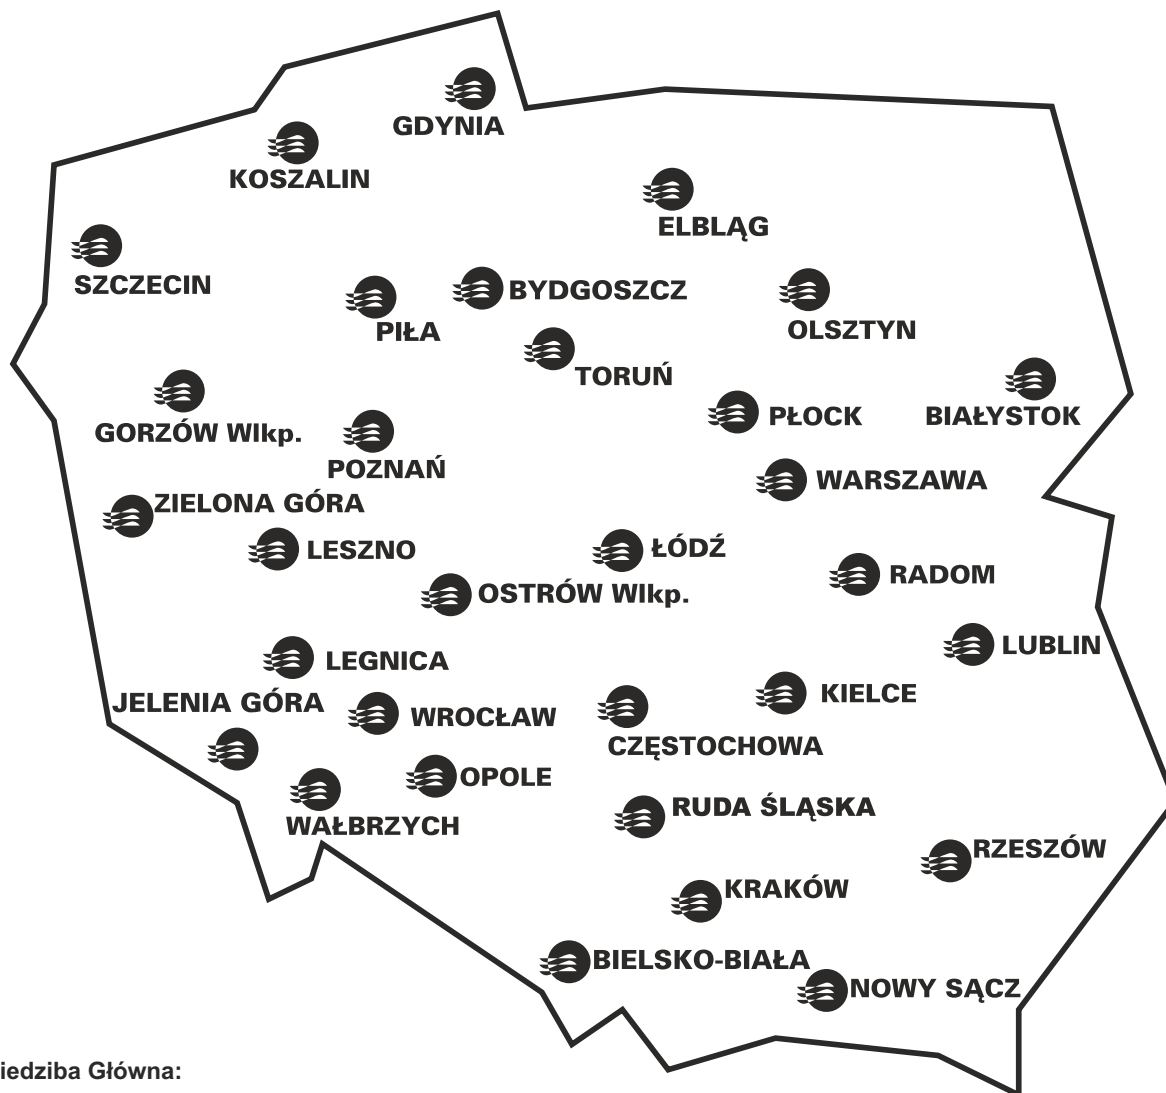 GDYNIA
KOSZALIN
ELBLĄG
SZCZECIN
BYDGOSZCZ
PIŁA
OLSZTYN
TORUŃ
PŁOCK
BIAŁYSTOK
GORZÓW Wlkp.
POZNAŃ
WARSZAWA
ZIELONA GÓRA
LESZNO
ŁÓDŹ
RADOM
OSTRÓW Wlkp.
LUBLIN
LEGNICA
KIELCE
JELENIA GÓRA
WROCŁAW
CZĘSTOCHOWA
OPOLE
RUDA ŚLĄSKA
WAŁBRZYCH
RZESZÓW
KRAKÓW
BIELSKO-BIAŁA
NOWY SĄCZ
iedziba Główna: